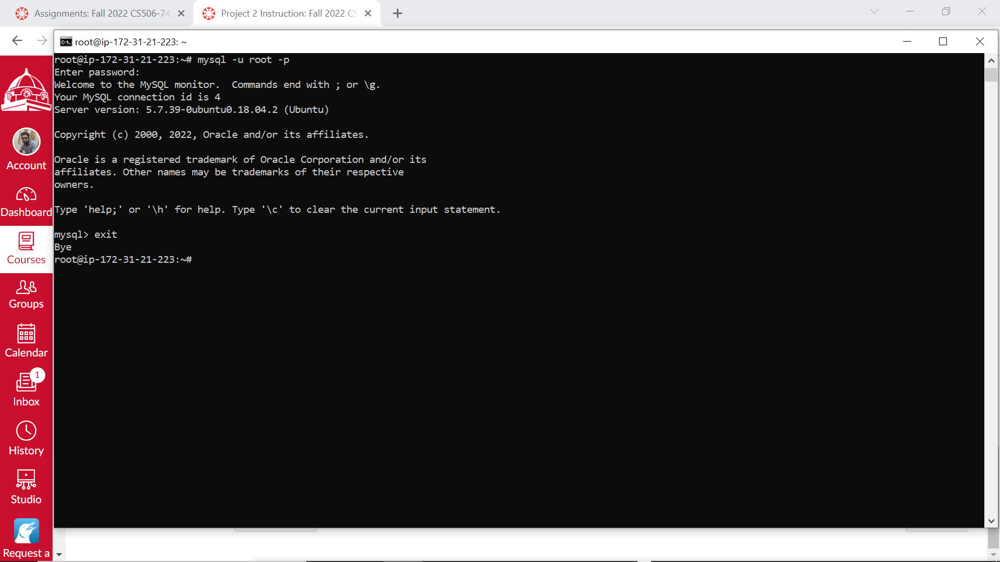 Assignments: Fall 2022 CS506-74
Project 2 Instruction: Fall 2022 CS
root@ip-172-31-21-223: ~
root@ip-172-31-21-223:~# mysql -u root -p
Enter password:
Welcome to the MySQL monitor.  Commands end with ; or \g.
Your MySQL connection id is 4
Server version: 5.7.39-0ubuntu0.18.04.2 (Ubuntu)
Copyright (c) 2000, 2022, Oracle and/or its affiliates.
Oracle is a registered trademark of Oracle Corporation and/or its
affiliates. Other names may be trademarks of their respective
owners.
Type 'help;' or '\h' for help. Type '\c' to clear the current input statement.
mysql> exit
Bye
root@ip-172-31-21-223:~#
Account
Dashboard
Courses
Groups
Calendar
1
Inbox
History
Studio
Request a